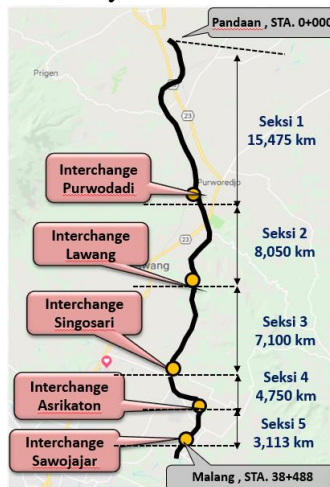 Pandaan , STA. 0+000
Prigen
23
Seksi 1
15,475 km
Interchange
Purwodadi
Purworedjo
Seksi 2
8,050 km
Interchange
Lawang
23
wang
Seksi 3
7,100 km
Interchange
Singosari
Seksi 4
4,750 km
Interchange
Asrikaton
Seksi 5
3,113 km
Interchange
Sawojajar
Malang , STA. 38+488